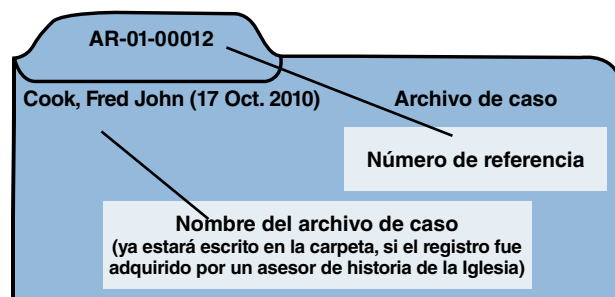 AR-01-00012
Cook, Fred John (17 Oct. 2010)
Archivo de caso
Número de referencia
Nombre del archivo de caso
(ya estará escrito en la carpeta, si el registro fue
adquirido por un asesor de historia de la Iglesia)